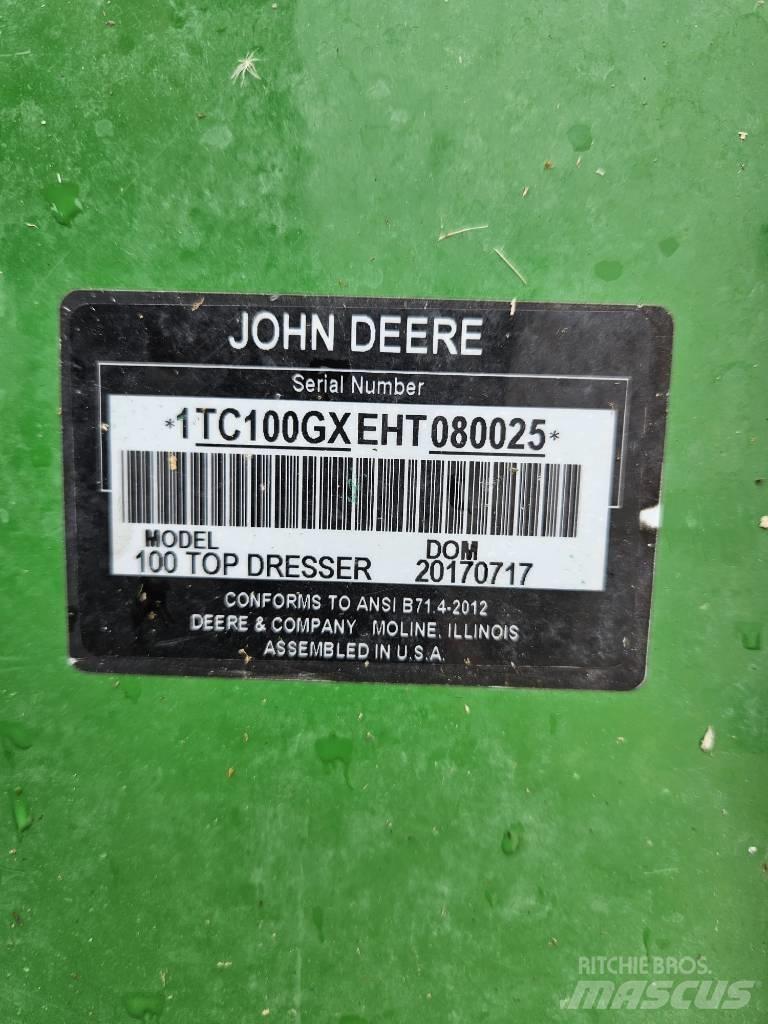 JOHN DEERE
Serial Number
*1TC100GXEHT080025*
MODEL DOM
100 TOP DRESSER 20170717
CONFORMS TO ANSI B71.4-2012
DEERE & COMPANY MOLINE, ILLINOIS
ASSEMBLED IN U.S.A.
RITCHIE BROS.
MASCUS